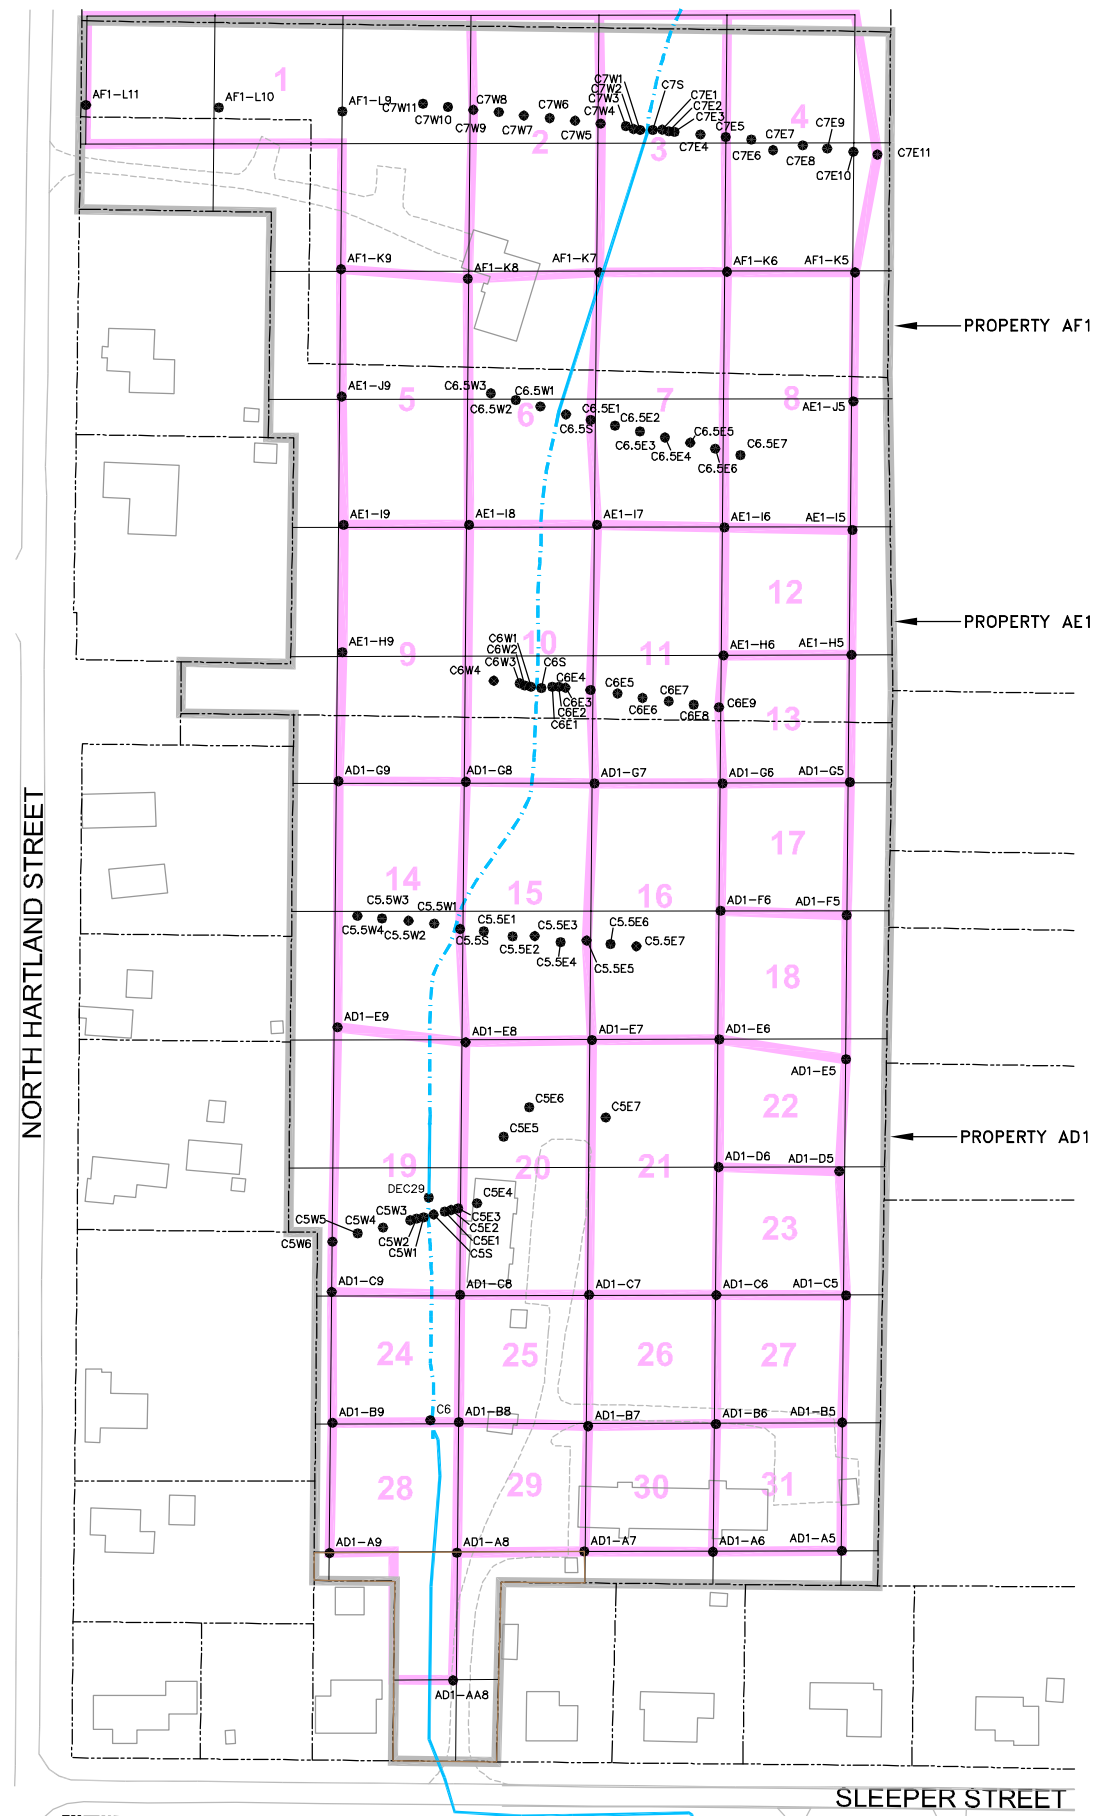 1
4
C7W1
C7W2
C7W3
C7S
C7E1
C7E2
C7E3
AF1-L11
AF1-L10
AF1-L9
C7W11
C7W10
C7W8
C7W9
C7W6
C7W7
C7W5
C7W4
2
3
C7E4
C7E5
C7E6
C7E7
C7E8
C7E9
C7E10
C7E11
AF1-K9
AF1-K8
AF1-K7
AF1-K6
AF1-K5
PROPERTY AF1
AE1-J9
5
C6.5W3
C6.5W2
C6.5W1
6
C6.5S
C6.5E1
C6.5E2
C6.5E3
C6.5E4
C6.5E5
C6.5E6
C6.5E7
7
8
AE1-J5
AE1-I9
AE1-I8
AE1-I7
AE1-I6
AE1-I5
12
PROPERTY AE1
AE1-H9
9
10
11
AE1-H6
AE1-H5
C6W1
C6W2
C6W3
C6W4
C6S
C6E4
C6E3
C6E2
C6E1
C6E5
C6E6
C6E7
C6E8
C6E9
13
AD1-G9
AD1-G8
AD1-G7
AD1-G6
AD1-G5
NORTH HARTLAND STREET
14
15
16
17
AD1-F6
AD1-F5
C5.5W3
C5.5W4
C5.5W2
C5.5W1
C5.5S
C5.5E1
C5.5E2
C5.5E3
C5.5E4
C5.5E5
C5.5E6
C5.5E7
18
AD1-E9
AD1-E8
AD1-E7
AD1-E6
AD1-E5
C5E6
C5E7
C5E5
22
PROPERTY AD1
19
20
21
AD1-D6
AD1-D5
DEC29
C5E4
C5W5
C5W4
C5W3
C5W6
C5W2
C5W1
C5E3
C5E2
C5E1
C5S
23
AD1-C9
AD1-C8
AD1-C7
AD1-C6
AD1-C5
24
25
26
27
AD1-B9
C6
AD1-B8
AD1-B7
AD1-B6
AD1-B5
28
29
30
31
AD1-A9
AD1-A8
AD1-A7
AD1-A6
AD1-A5
AD1-AA8
SLEEPER STREET